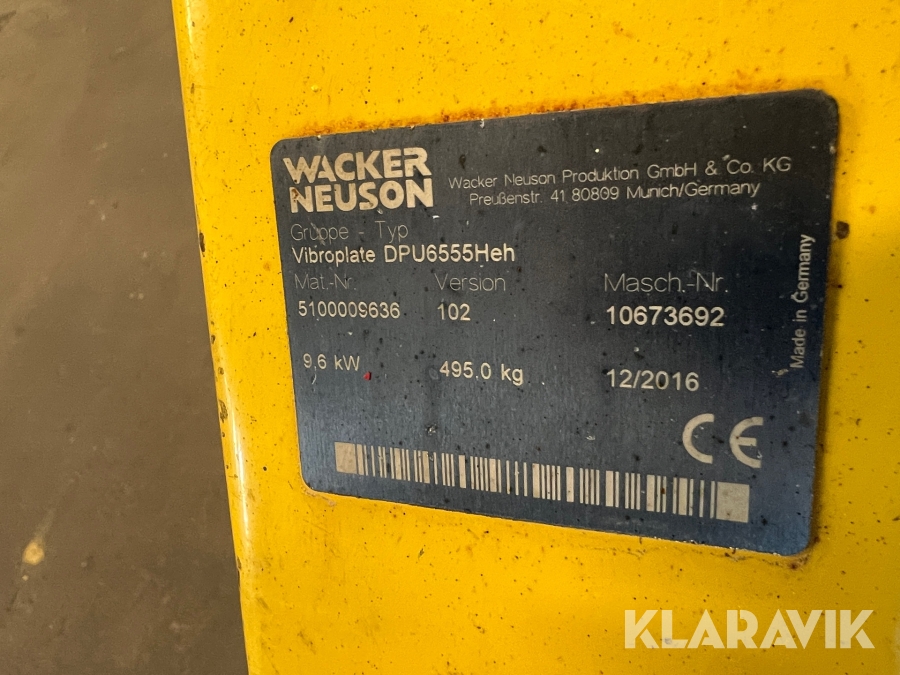 WACKER
NEUSON
Wacker Neuson Produktion GmbH & Co. KG
Preußenstr. 41 80809 Munich/Germany
Gruppe - Typ
Vibroplate DPU6555Heh
Mat.-Nr. Version Masch.-Nr.
5100009636 102 10673692
9,6 kW 495.0 kg 12/2016
Made in Germany
CE
KLARAVIK